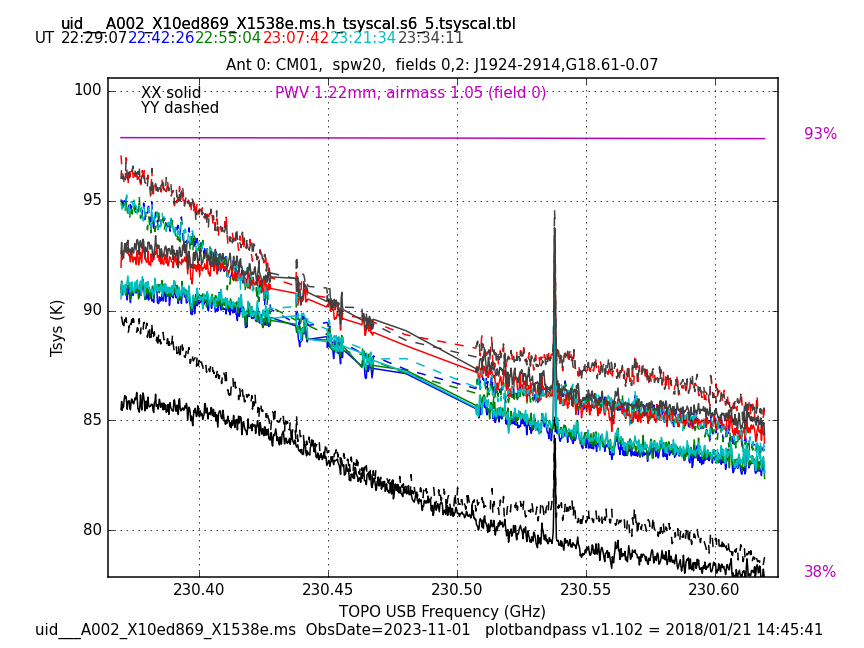 uid___A002_X10ed869_X1538e.ms.h_tsyscal.s6_5.tsyscal.tbl
UT 22:29:07 22:42:26 22:55:04 23:07:42 23:21:34 23:34:11
Ant 0: CM01,  spw20,  fields 0,2: J1924-2914,G18.61-0.07
100
XX solid
PWV 1.22mm, airmass 1.05 (field 0)
YY dashed
93%
95
90
Tsys (K)
85
80
38%
230.40 230.45 230.50 230.55 230.60
TOPO USB Frequency (GHz)
uid___A002_X10ed869_X1538e.ms  ObsDate=2023-11-01   plotbandpass v1.102 = 2018/01/21 14:45:41